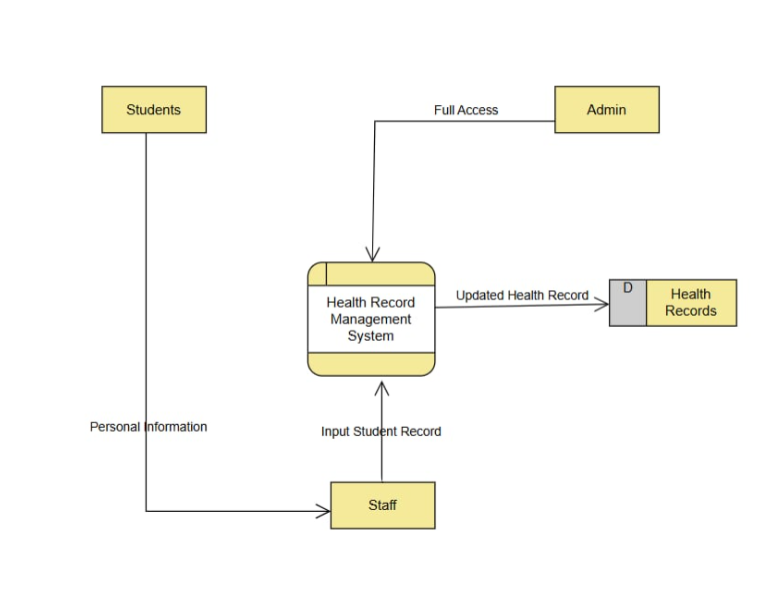 Students
Full Access
Admin
Health Record
Management
System
Updated Health Record
D
Health
Records
Personal Information
Input Student Record
Staff